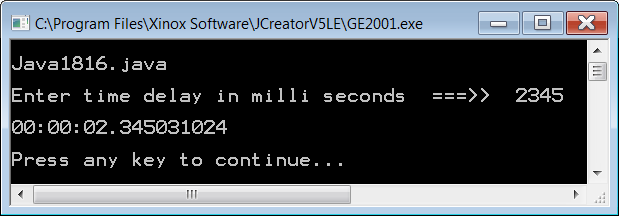 C:\Program Files\Xinox Software\JCreatorV5LE\GE2001.exe
Java1816.java
Enter time delay in milli seconds  ===>>  2345
00:00:02.345031024
Press any key to continue...